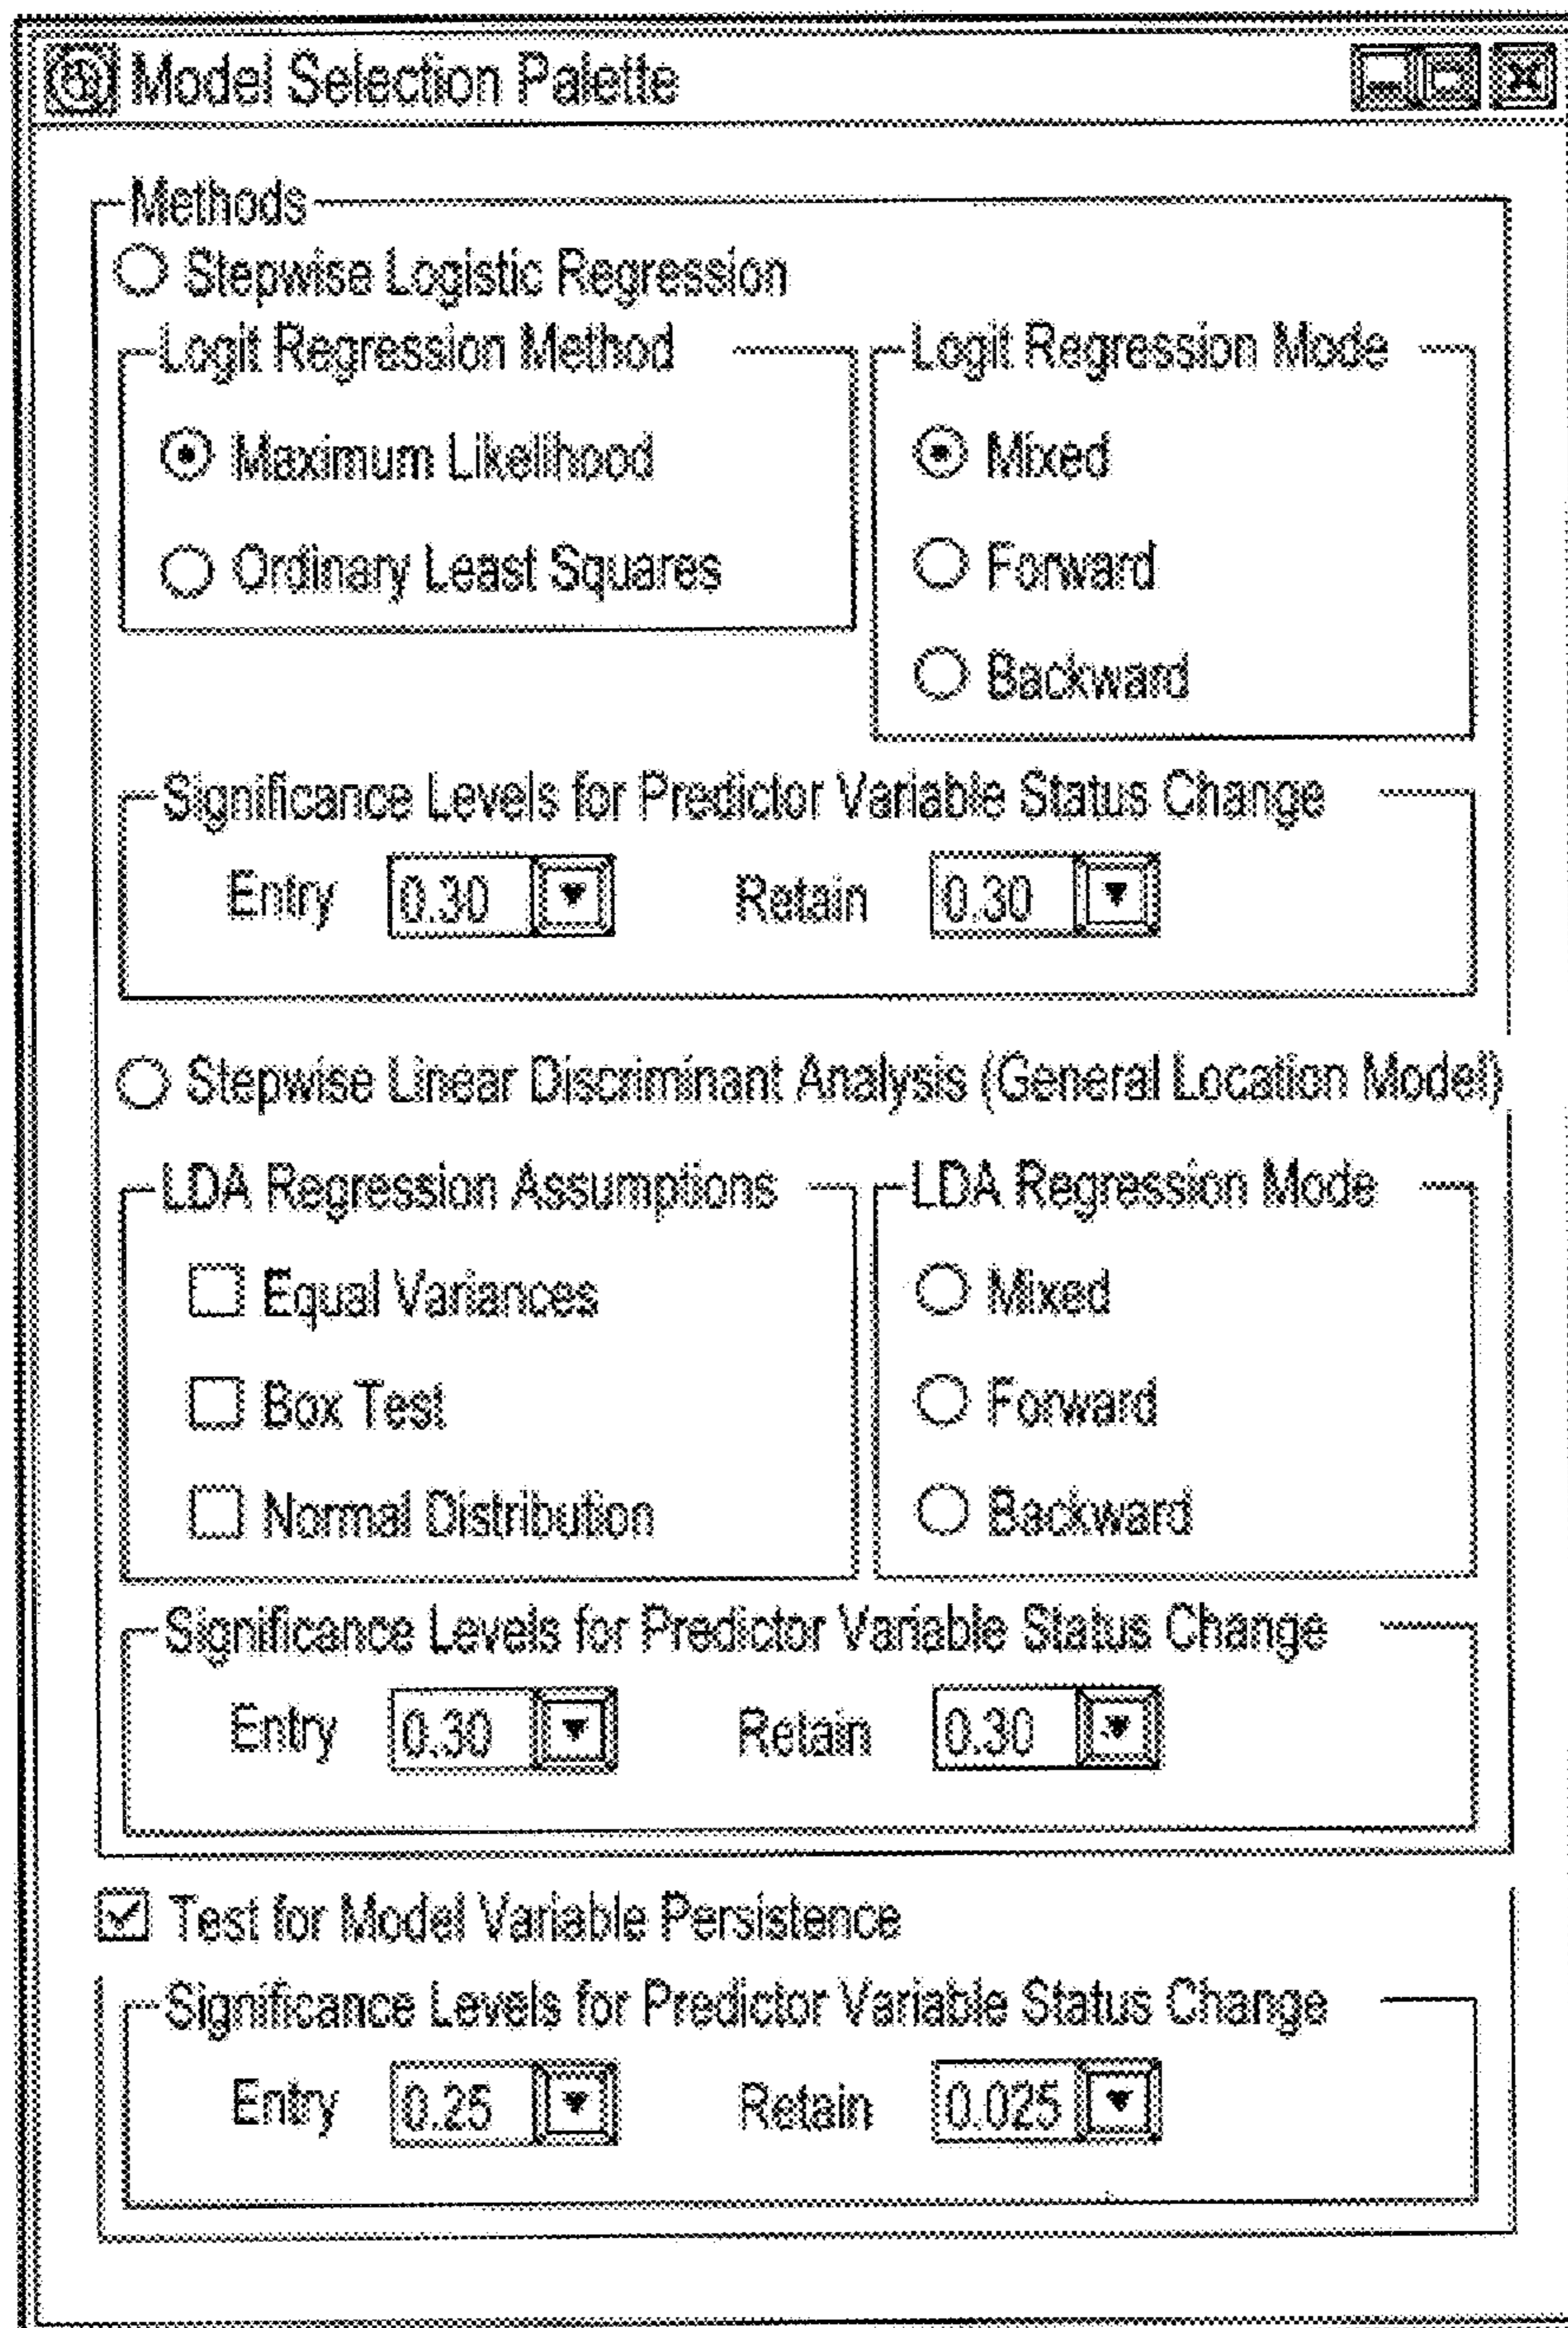 Model Selection Palette
Methods
Stepwise Logistic Regression
Logit Regression Method
Logit Regression Mode
Maximum Likelihood
Mixed
Ordinary Least Squares
Forward
Backward
Significance Levels for Predictor Variable Status Change
Entry 0.30 Retain 0.30
Stepwise Linear Discriminant Analysis (General Location Model)
LDA Regression Assumptions
LDA Regression Mode
Equal Variances
Mixed
Box Test
Forward
Normal Distribution
Backward
Significance Levels for Predictor Variable Status Change
Entry 0.30 Retain 0.30
Test for Model Variable Persistence
Significance Levels for Predictor Variable Status Change
Entry 0.25 Retain 0.025